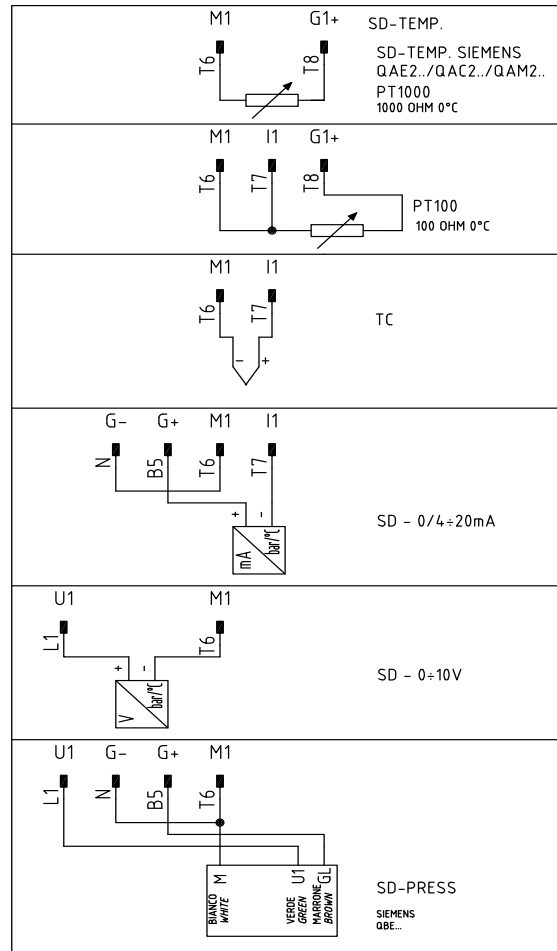 M1 G1+ SD-TEMP.
T6 T8
SD-TEMP. SIEMENS
QAE2../QAC2../QAM2..
PT1000
1000 OHM 0°C
M1 I1 G1+
T6 T7 T8
PT100
100 OHM 0°C
M1 I1
T6 T7
TC
- +
G- G+ M1 I1
N B5 T6 T7
+ -
mA bar/°C
SD - 0/4÷20mA
U1 M1
L1 T6
+ -
V bar/°C
SD - 0÷10V
U1 G- G+ M1
L1 N B5 T6
M U1 GL
BIANCO VERDE MARRONE
WHITE GREEN BROWN
SD-PRESS
SIEMENS
QBE...